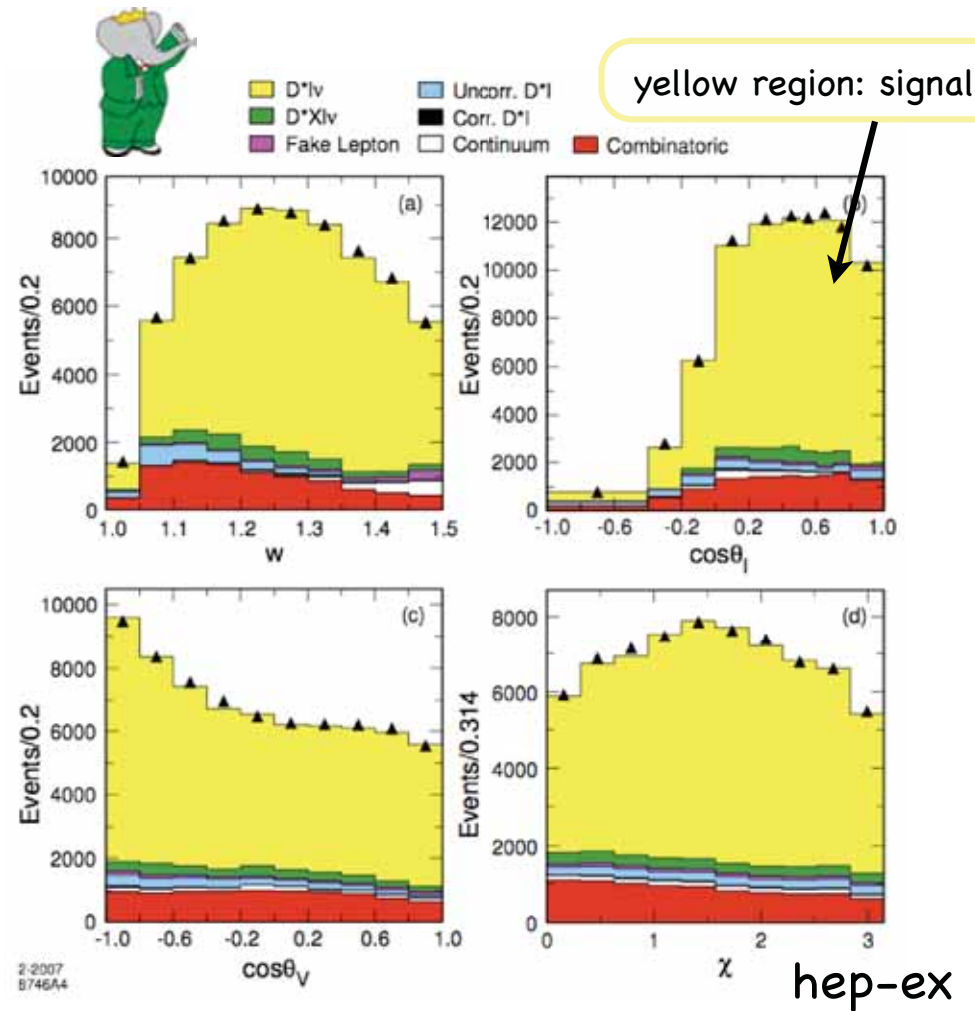 yellow region: signal
D*lν
D*Xlν
Fake Lepton
Uncorr. D*l
Corr. D*l
Continuum
Combinatoric
(a)
Events/0.2
10000
8000
6000
4000
2000
0
1.0 1.1 1.2 1.3 1.4 1.5
w
(b)
Events/0.2
12000
10000
8000
6000
4000
2000
0
-1.0 -0.6 -0.2 0.2 0.6 1.0
cosθl
(c)
Events/0.2
10000
8000
6000
4000
2000
0
-1.0 -0.6 -0.2 0.2 0.6 1.0
cosθV
(d)
Events/0.314
8000
6000
4000
2000
0
0 1 2 3
χ
2-2007
8746A4
hep-ex